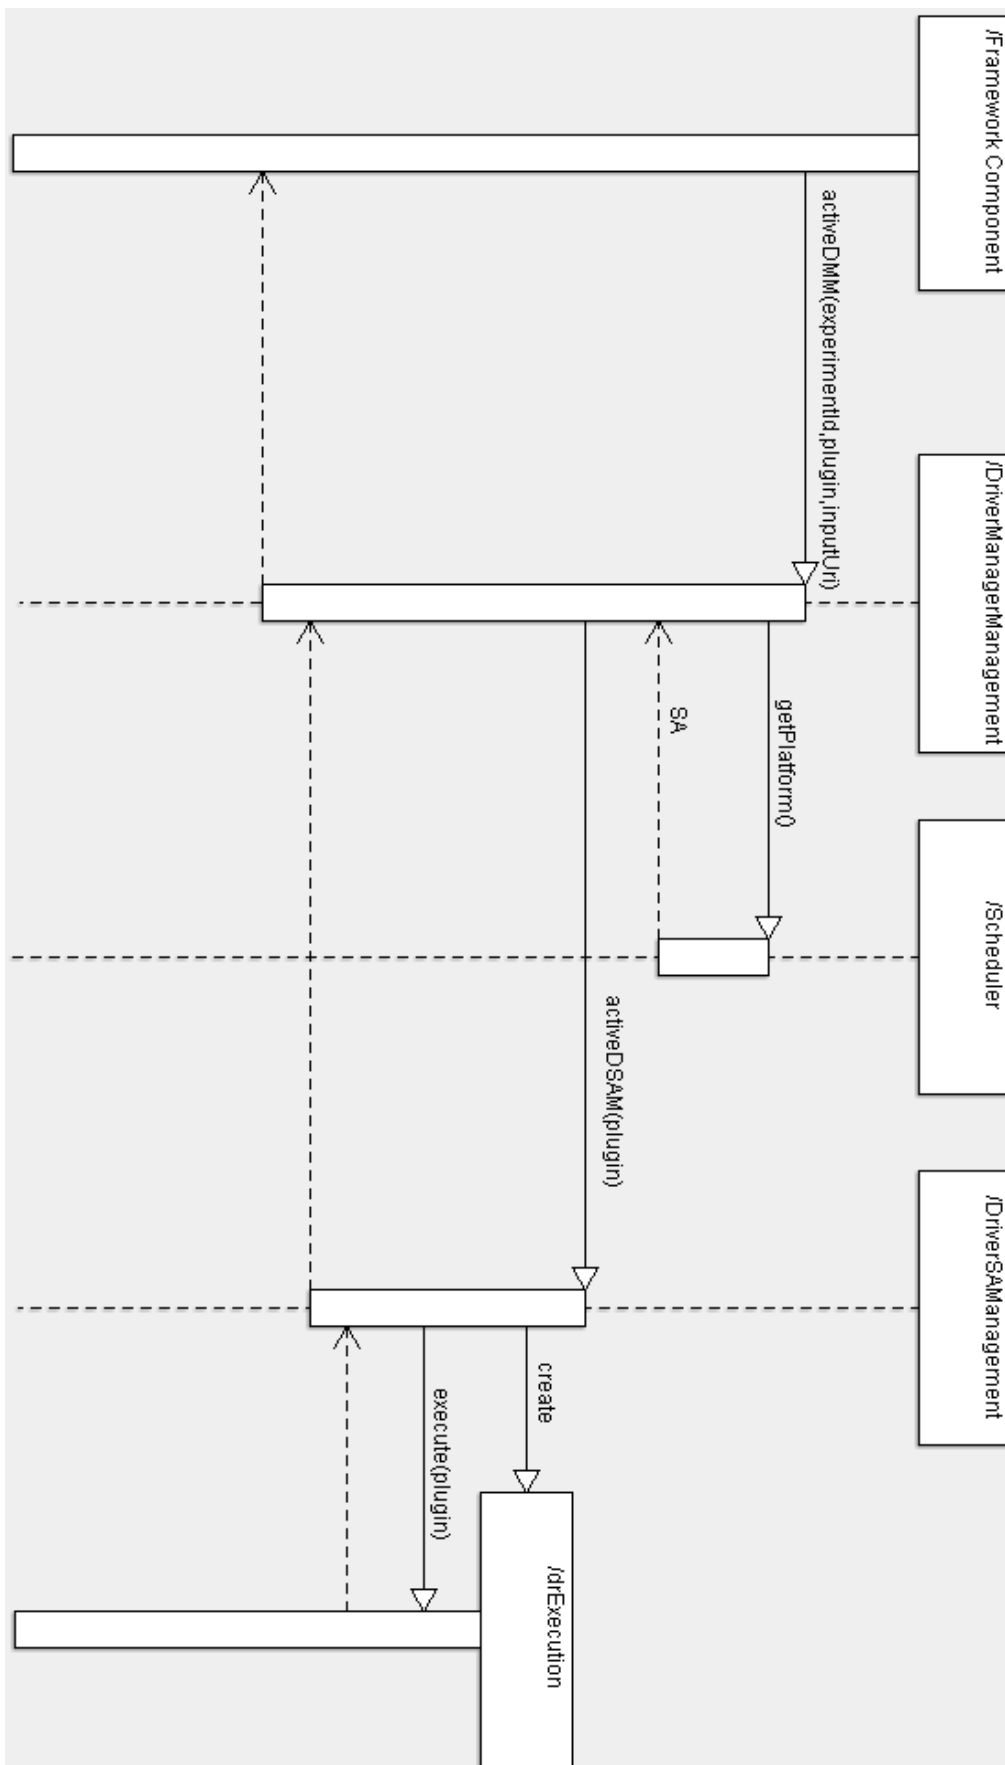 /Framework Component
/DriverManagerManagement
/Scheduler
/DriverSAManagement
activeDMM(experimentId,plugin,inputUri)
getPlatform()
SA
activeDSAM(plugin)
create
/drExecution
execute(plugin)